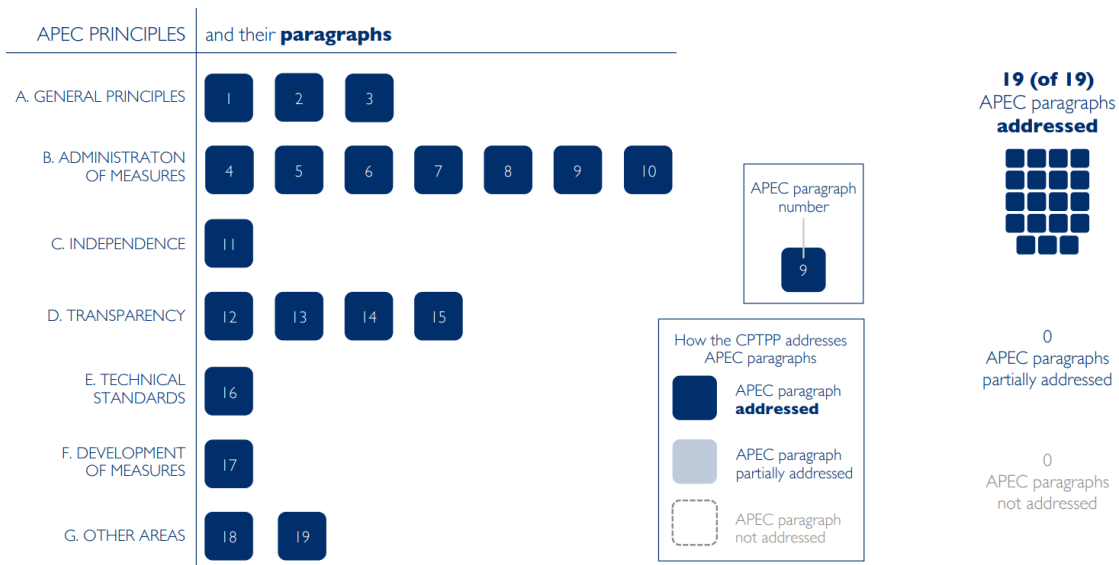 APEC PRINCIPLES and their paragraphs
A. GENERAL PRINCIPLES
1 2 3
B. ADMINISTRATON
OF MEASURES
4 5 6 7 8 9 10
C. INDEPENDENCE
11
D. TRANSPARENCY
12 13 14 15
E. TECHNICAL
STANDARDS
16
F. DEVELOPMENT
OF MEASURES
17
G. OTHER AREAS
18 19
APEC paragraph
number
9
How the CPTPP addresses
APEC paragraphs
APEC paragraph
addressed
APEC paragraph
partially addressed
APEC paragraph
not addressed
19 (of 19)
APEC paragraphs
addressed
0
APEC paragraphs
partially addressed
0
APEC paragraphs
not addressed